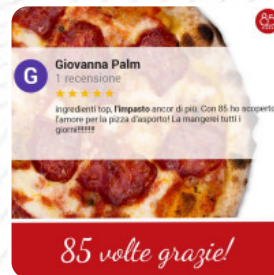 85
G
Giovanna Palm
1 recensione
ingredienti top, l'impasto ancor di più. Con 85 ho scoperto
l'amore per la pizza d'asporto! La mangerei tutti i
giorni!!!!!!!!
85 volte grazie!